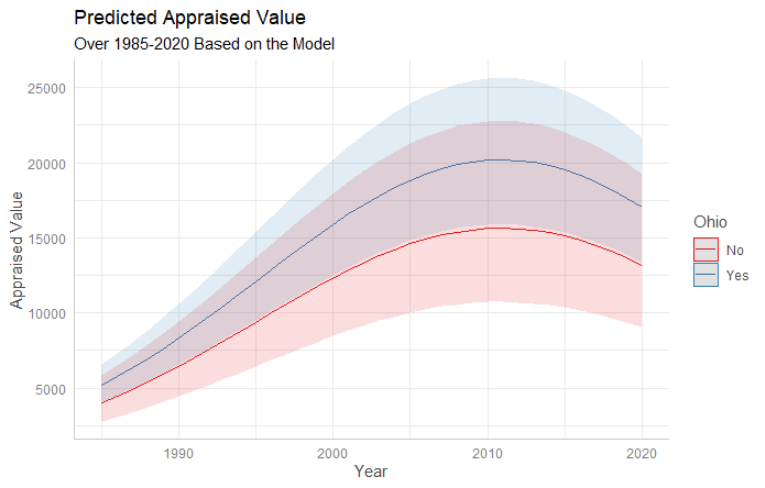 Predicted Appraised Value
Over 1985-2020 Based on the Model
25000
20000
15000
10000
5000
Appraised Value
1990
2000
2010
2020
Year
Ohio
No
Yes